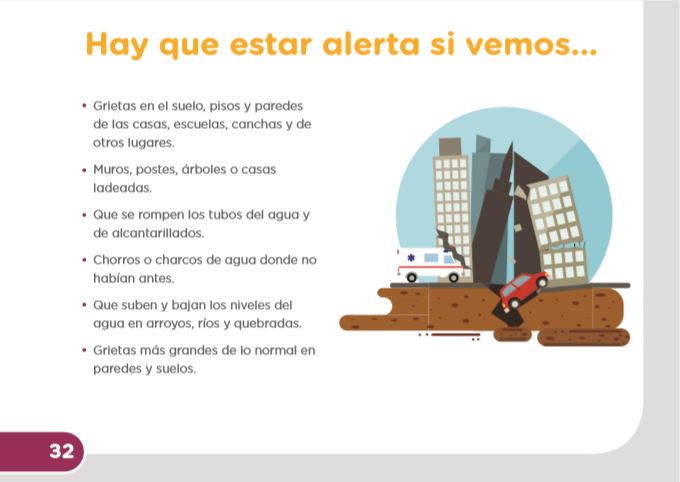 Hay que estar alerta si vemos...
• Grietas en el suelo, pisos y paredes
de las casas, escuelas, canchas y de
otros lugares.
• Muros, postes, árboles o casas
ladeadas.
• Que se rompen los tubos del agua y
de alcantarillados.
• Chorros o charcos de agua donde no
habían antes.
• Que suben y bajan los niveles del
agua en arroyos, ríos y quebradas.
• Grietas más grandes de lo normal en
paredes y suelos.
32